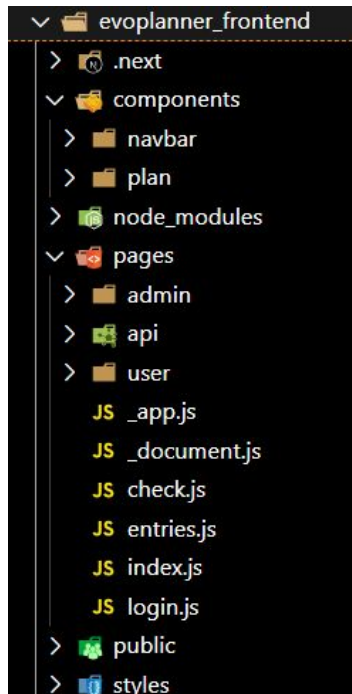 evoplanner_frontend
.next
components
navbar
plan
node_modules
pages
admin
api
user
JS _app.js
JS _document.js
JS check.js
JS entries.js
JS index.js
JS login.js
public
styles